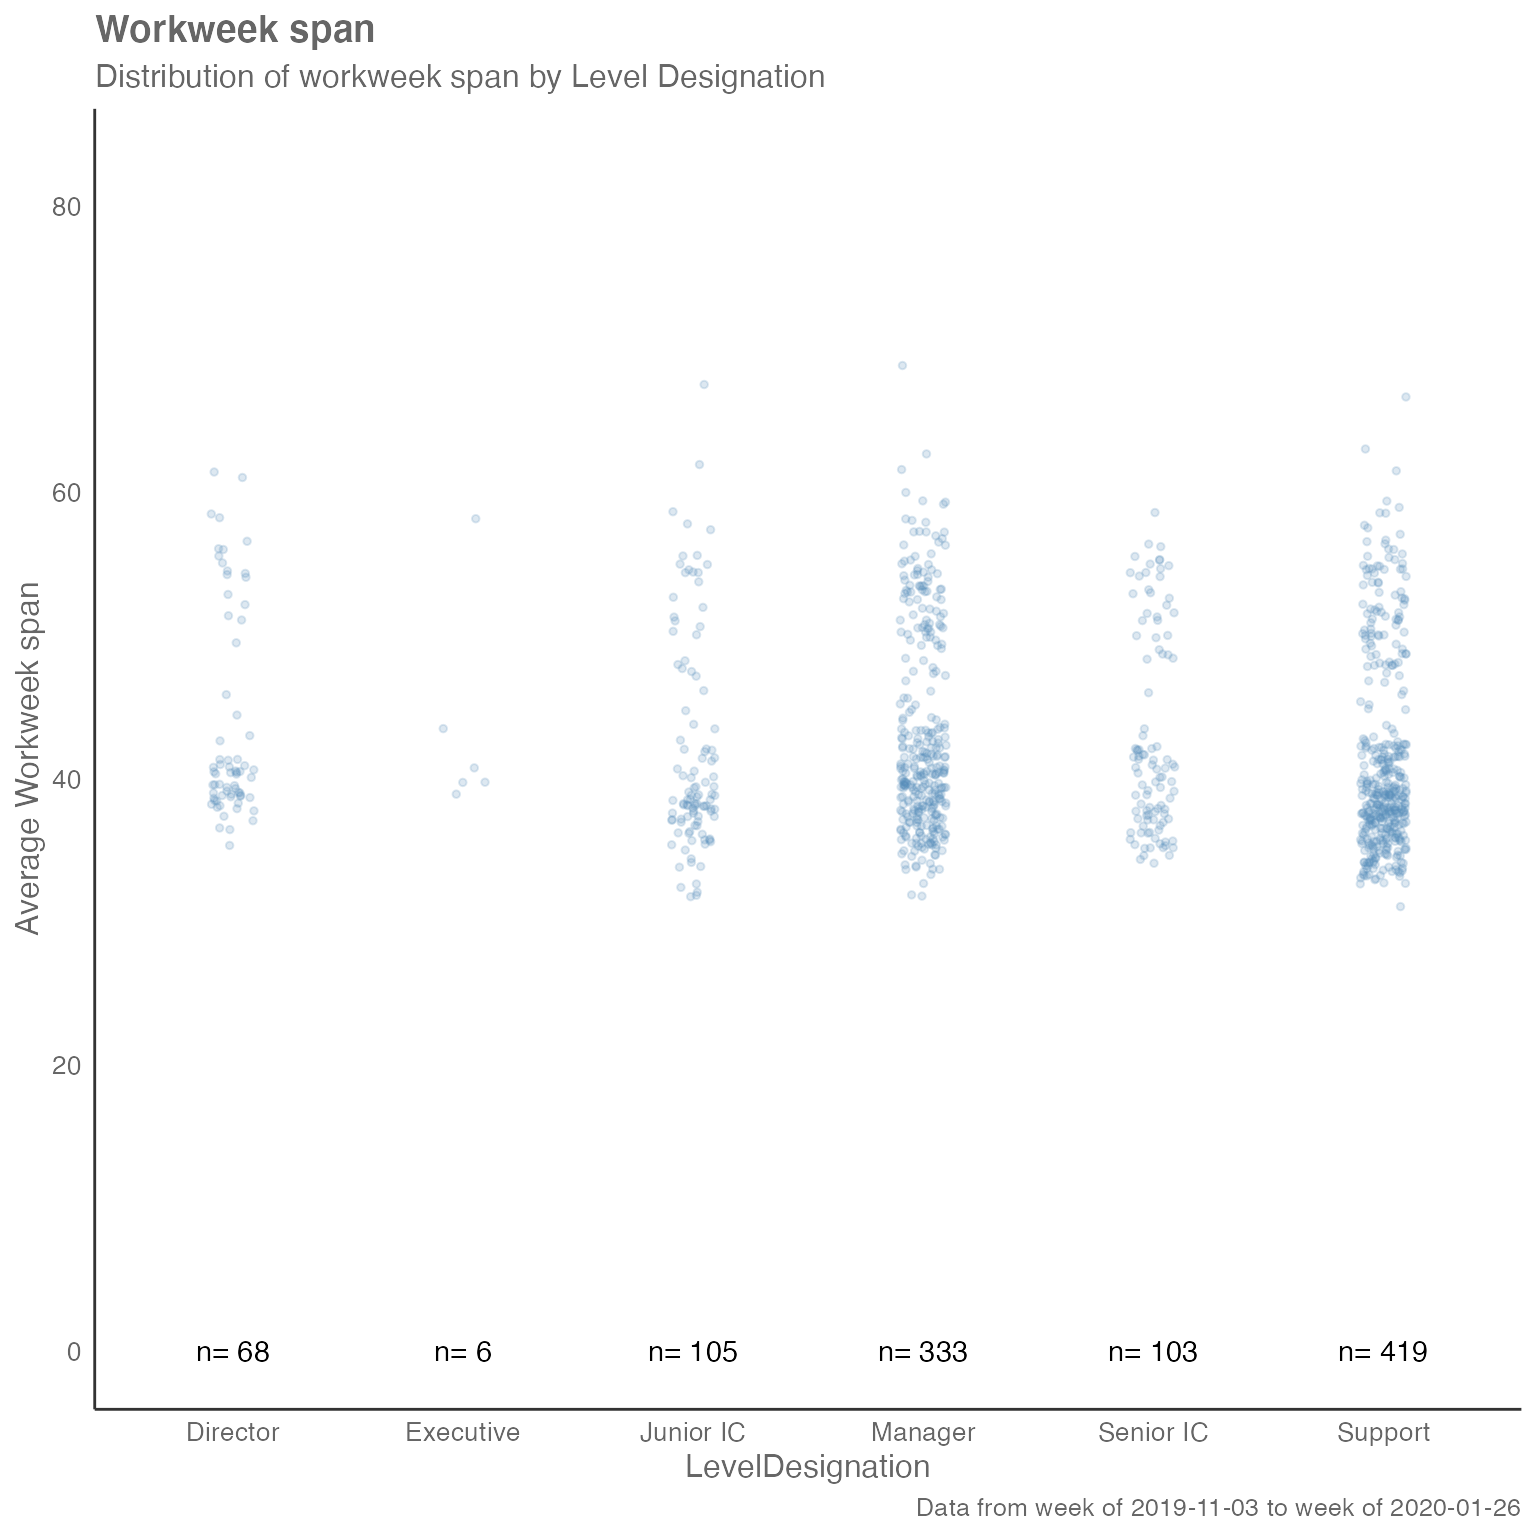 Workweek span
Distribution of workweek span by Level Designation
80
60
40
20
0
Average Workweek span
n= 68 n= 6 n= 105 n= 333 n= 103 n= 419
Director Executive Junior IC Manager Senior IC Support
LevelDesignation
Data from week of 2019-11-03 to week of 2020-01-26